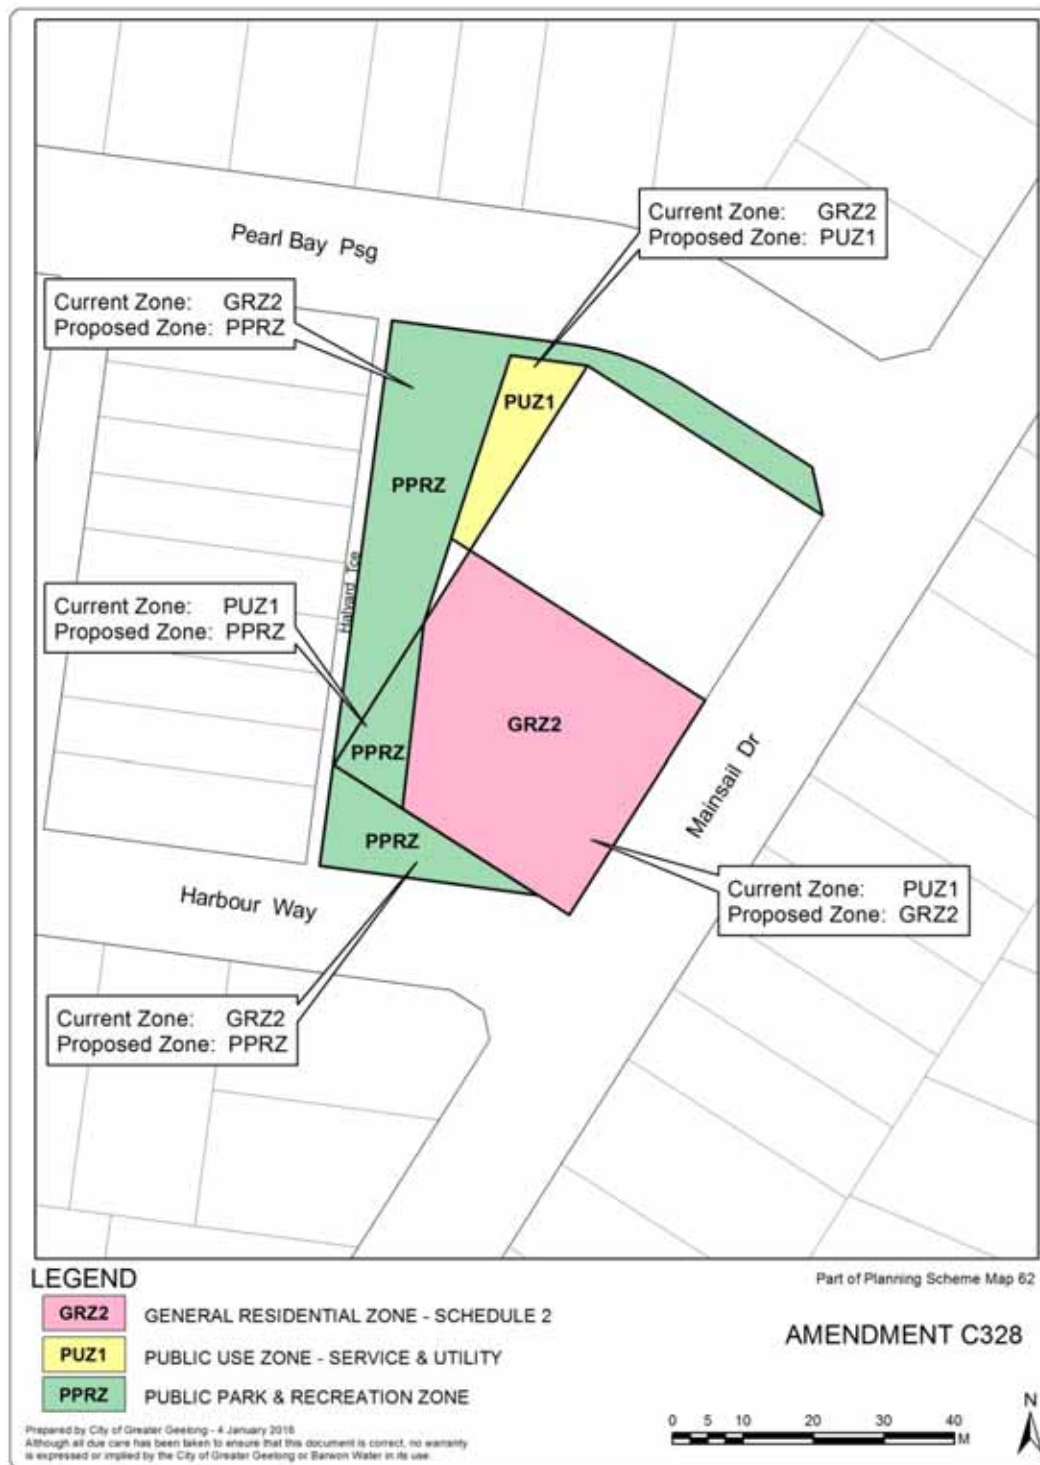 Pearl Bay Psg
Current Zone: GRZ2
Proposed Zone: PUZ1
Current Zone: GRZ2
Proposed Zone: PPRZ
PUZ1
PPRZ
Halyard Tce
Current Zone: PUZ1
Proposed Zone: PPRZ
GRZ2
PPRZ
Mainsail Dr
PPRZ
Current Zone: PUZ1
Proposed Zone: GRZ2
Harbour Way
Current Zone: GRZ2
Proposed Zone: PPRZ
LEGEND
Part of Planning Scheme Map 62
GRZ2 GENERAL RESIDENTIAL ZONE - SCHEDULE 2
AMENDMENT C328
PUZ1 PUBLIC USE ZONE - SERVICE & UTILITY
PPRZ PUBLIC PARK & RECREATION ZONE
Prepared by City of Greater Geelong - 4 January 2016
Although all due care has been taken to ensure that this document is correct, no warranty
is expressed or implied by the City of Greater Geelong or Barwon Water in its use.
0 5 10 20 30 40
M
N